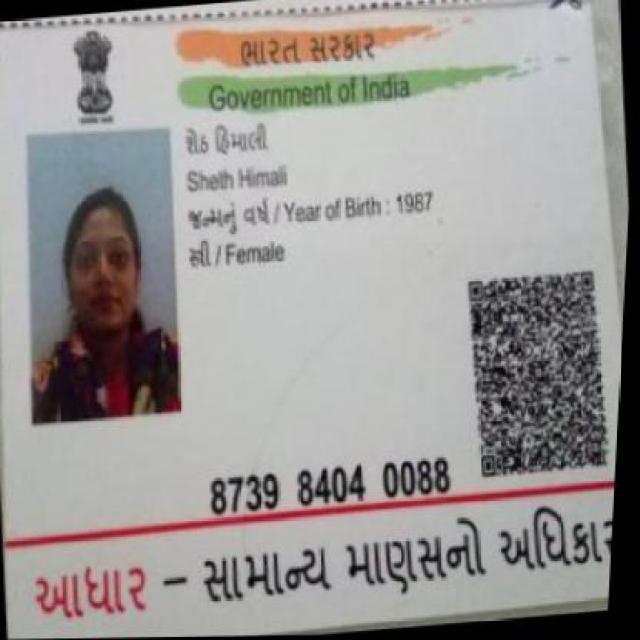 ભારત સરકાર
Government of India
શેઠ હિમાલી
Sheth Himali
જન્મનું વર્ષ / Year of Birth : 1987
સ્ત્રી / Female
8739 8404 0088
આધાર – સામાન્ય માણસનો અધિકાર